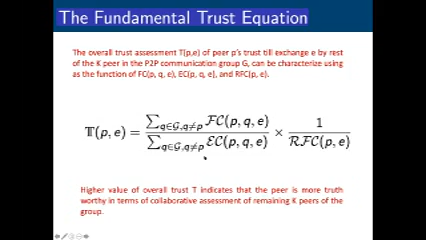 The Fundamental Trust Equation
The overall trust assessment T(p,e) of peer p's trust till exchange e by rest
of the K peer in the P2P communication group G, can be characterize using
as the function of FC(p, q, e), EC(p, q, e), and RFC(p, e).
𝕋(p, e) = ∑q∈𝒢,q≠p ℱ𝒞(p, q, e) / ∑q∈𝒢,q≠p ℰ𝒞(p, q, e) × 1 / ℛℱ𝒞(p, e)
Higher value of overall trust T indicates that the peer is more truth
worthy in terms of collaborative assessment of remaining K peers of the
group.